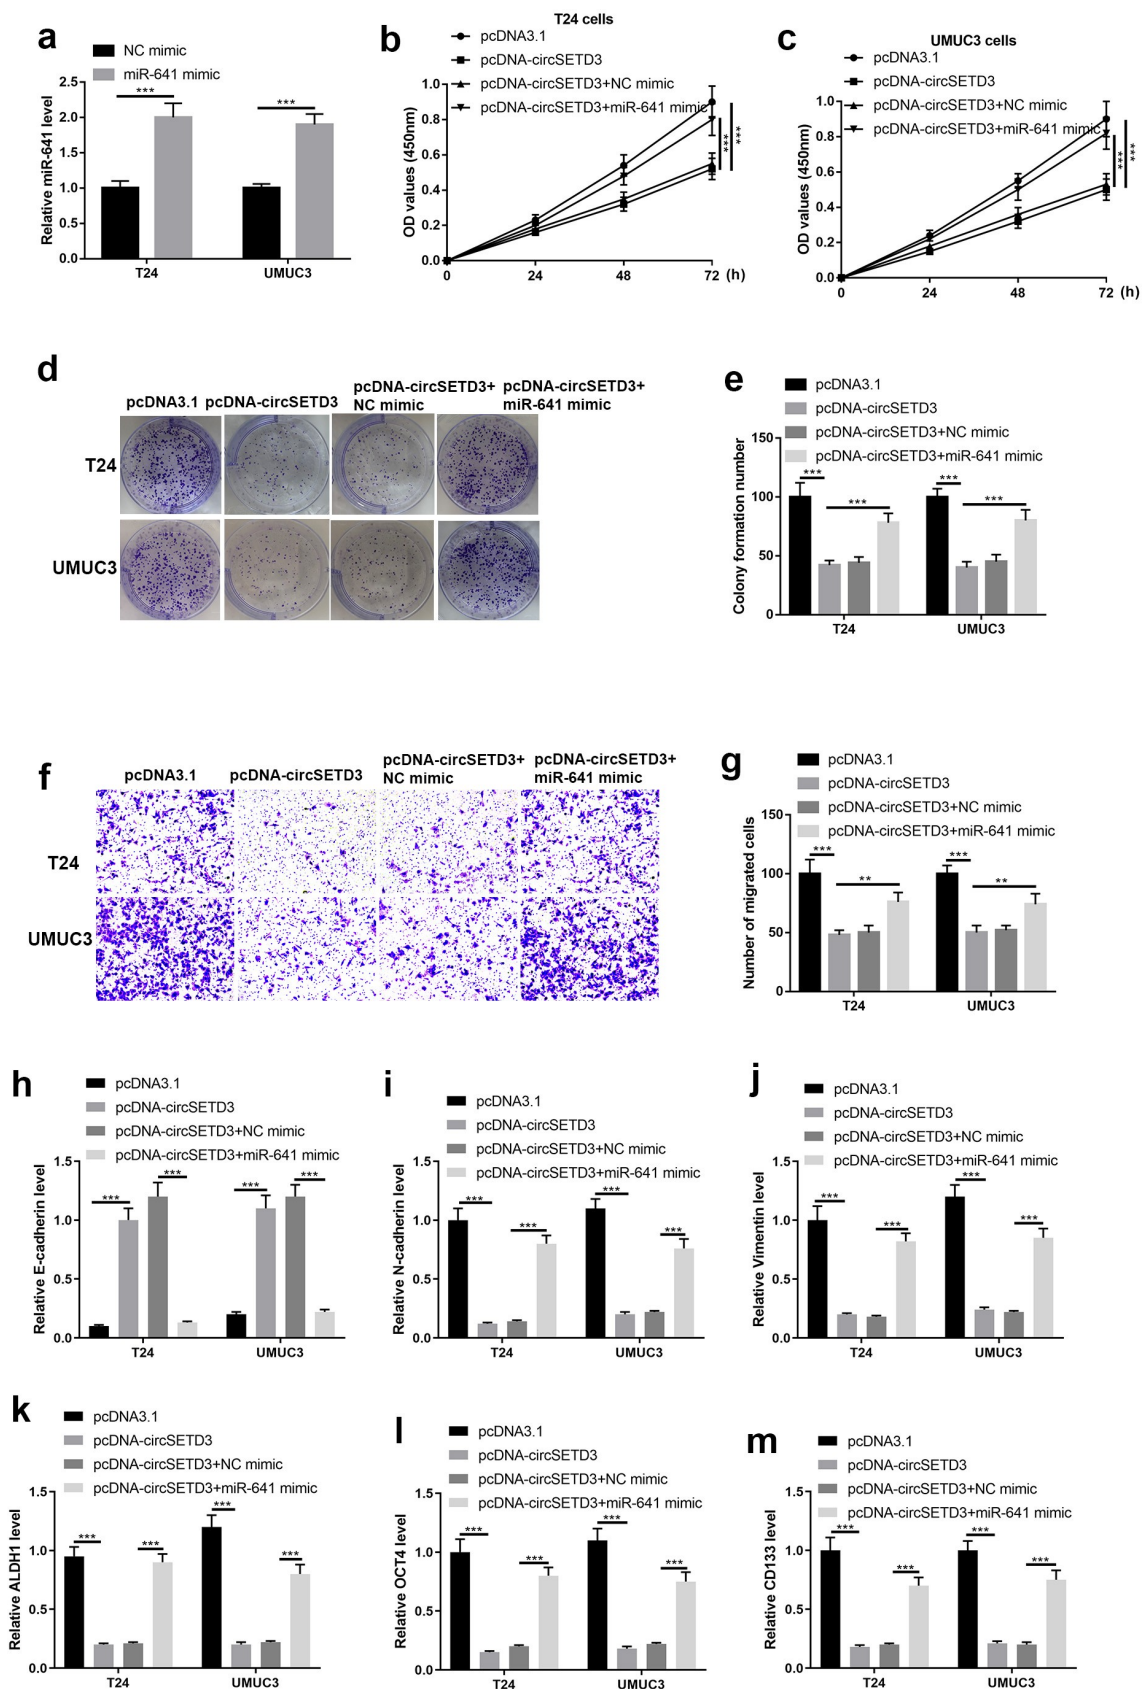 a
NC mimic
miR-641 mimic
Relative miR-641 level
2.5
2.0
1.5
1.0
0.5
0.0
***
***
T24
UMUC3
b
T24 cells
pcDNA3.1
pcDNA-circSETD3
pcDNA-circSETD3+NC mimic
pcDNA-circSETD3+miR-641 mimic
OD values (450nm)
1.0
0.8
0.6
0.4
0.2
0.0
0
24
48
72
(h)
***
***
c
UMUC3 cells
pcDNA3.1
pcDNA-circSETD3
pcDNA-circSETD3+NC mimic
pcDNA-circSETD3+miR-641 mimic
OD values (450nm)
1.0
0.8
0.6
0.4
0.2
0.0
0
24
48
72
(h)
***
***
d
pcDNA3.1
pcDNA-circSETD3
pcDNA-circSETD3+
NC mimic
pcDNA-circSETD3+
miR-641 mimic
T24
UMUC3
e
pcDNA3.1
pcDNA-circSETD3
pcDNA-circSETD3+NC mimic
pcDNA-circSETD3+miR-641 mimic
Colony formation number
150
100
50
0
***
***
***
***
T24
UMUC3
f
pcDNA3.1
pcDNA-circSETD3
pcDNA-circSETD3+
NC mimic
pcDNA-circSETD3+
miR-641 mimic
T24
UMUC3
g
pcDNA3.1
pcDNA-circSETD3
pcDNA-circSETD3+NC mimic
pcDNA-circSETD3+miR-641 mimic
Number of migrated cells
150
100
50
0
***
**
***
**
T24
UMUC3
h
pcDNA3.1
pcDNA-circSETD3
pcDNA-circSETD3+NC mimic
pcDNA-circSETD3+miR-641 mimic
Relative E-cadherin level
1.5
1.0
0.5
0.0
***
***
***
***
T24
UMUC3
i
pcDNA3.1
pcDNA-circSETD3
pcDNA-circSETD3+NC mimic
pcDNA-circSETD3+miR-641 mimic
Relative N-cadherin level
1.5
1.0
0.5
0.0
***
***
***
***
T24
UMUC3
j
pcDNA3.1
pcDNA-circSETD3
pcDNA-circSETD3+NC mimic
pcDNA-circSETD3+miR-641 mimic
Relative Vimentin level
1.5
1.0
0.5
0.0
***
***
***
***
T24
UMUC3
k
pcDNA3.1
pcDNA-circSETD3
pcDNA-circSETD3+NC mimic
pcDNA-circSETD3+miR-641 mimic
Relative ALDH1 level
1.5
1.0
0.5
0.0
***
***
***
***
T24
UMUC3
l
pcDNA3.1
pcDNA-circSETD3
pcDNA-circSETD3+NC mimic
pcDNA-circSETD3+miR-641 mimic
Relative OCT4 level
1.5
1.0
0.5
0.0
***
***
***
***
T24
UMUC3
m
pcDNA3.1
pcDNA-circSETD3
pcDNA-circSETD3+NC mimic
pcDNA-circSETD3+miR-641 mimic
Relative CD133 level
1.5
1.0
0.5
0.0
***
***
***
***
T24
UMUC3